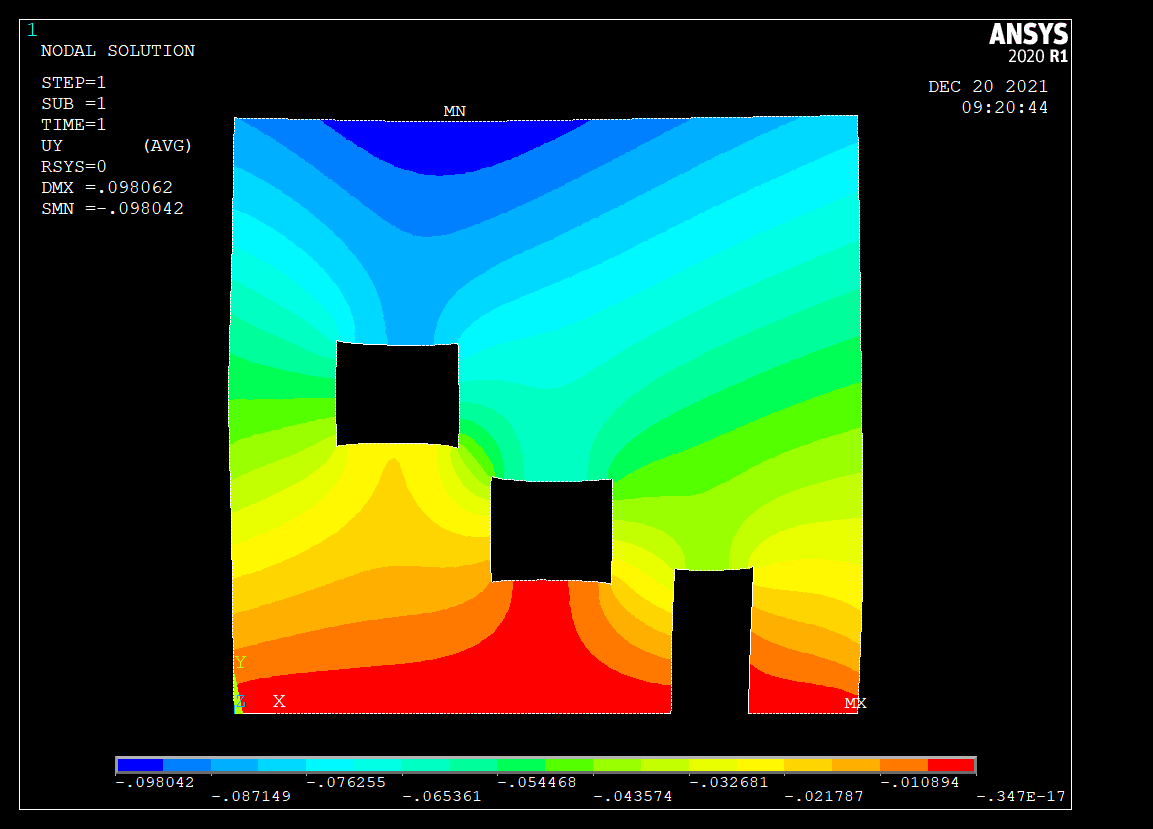 1
NODAL SOLUTION
STEP=1
SUB =1
TIME=1
UY (AVG)
RSYS=0
DMX =.098062
SMN =-.098042
ANSYS
2020 R1
DEC 20 2021
09:20:44
MN
Y
Z X
MX
-.098042 -.076255 -.054468 -.032681 -.010894
-.087149 -.065361 -.043574 -.021787 -.347E-17